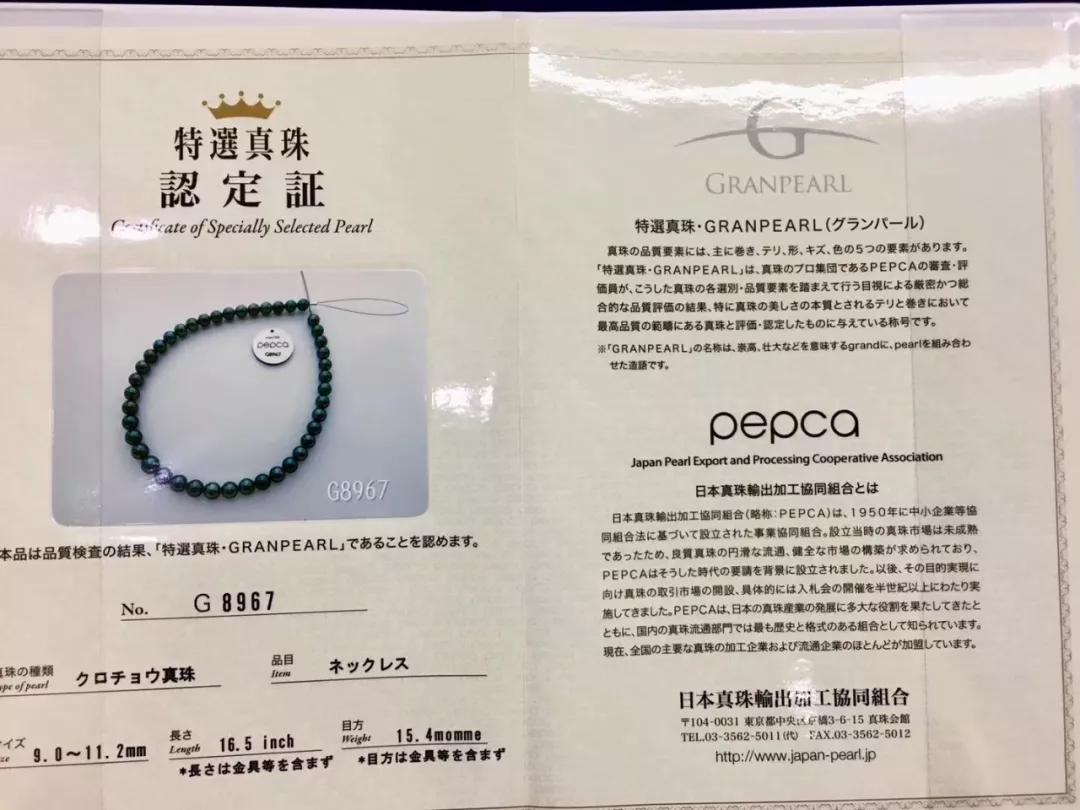 特選真珠
認定証
Certificate of Specially Selected Pearl
pepca
G8967
G8967
本品は品質検査の結果、「特選真珠・GRANPEARL」であることを認めます。
No. G 8967
真珠の種類 クロチョウ真珠 品目 ネックレス
Type of pearl Item
サイズ 9.0〜11.2mm 長さ 16.5 inch 目方 15.4momme
Size Length Weight
*長さは金具等を含まず *目方は金具等を含まず
G
GRANPEARL
特選真珠・GRANPEARL(グランパール)
真珠の品質要素には、主に巻き、テリ、形、キズ、色の5つの要素があります。
「特選真珠・GRANPEARL」は、真珠のプロ集団であるPEPCAの審査・評
価員が、こうした真珠の各選別・品質要素を踏まえて行う目視による厳密かつ総
合的な品質評価の結果、特に真珠の美しさの本質とされるテリと巻きにおいて
最高品質の範疇にある真珠と評価・認定したものに与えている称号です。
※「GRANPEARL」の名称は、崇高、壮大などを意味するgrandに、pearlを組み合わ
せた造語です。
pepca
Japan Pearl Export and Processing Cooperative Association
日本真珠輸出加工協同組合とは
日本真珠輸出加工協同組合(略称:PEPCA)は、1950年に中小企業等協
同組合法に基づいて設立された事業協同組合。設立当時の真珠市場は未成熟
であったため、良質真珠の円滑な流通、健全な市場の構築が求められており、
PEPCAはそうした時代の要請を背景に設立されました。以後、その目的実現に
向け真珠の取引市場の開設、具体的には入札会の開催を半世紀以上にわたり実
施してきました。PEPCAは、日本の真珠産業の発展に多大な役割を果たしてきたと
ともに、国内の真珠流通部門では最も歴史と格式のある組合として知られています。
現在、全国の主要な真珠の加工企業および流通企業のほとんどが加盟しています。
日本真珠輸出加工協同組合
〒104-0031 東京都中央区京橋3-6-15 真珠会館
TEL.03-3562-5011(代) FAX.03-3562-5012
http://www.japan-pearl.jp